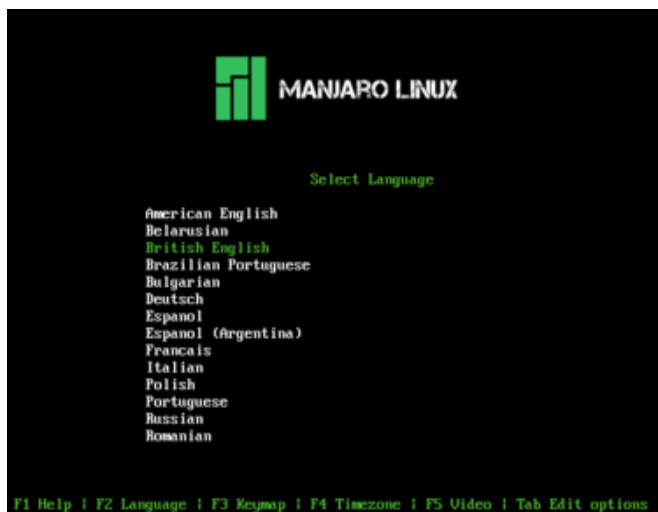 MANJARO LINUX
Select Language
American English
Belarusian
British English
Brazilian Portuguese
Bulgarian
Deutsch
Espanol
Espanol (Argentina)
Francais
Italian
Polish
Portuguese
Russian
Romanian
F1 Help | F2 Language | F3 Keymap | F4 Timezone | F5 Video | Tab Edit options